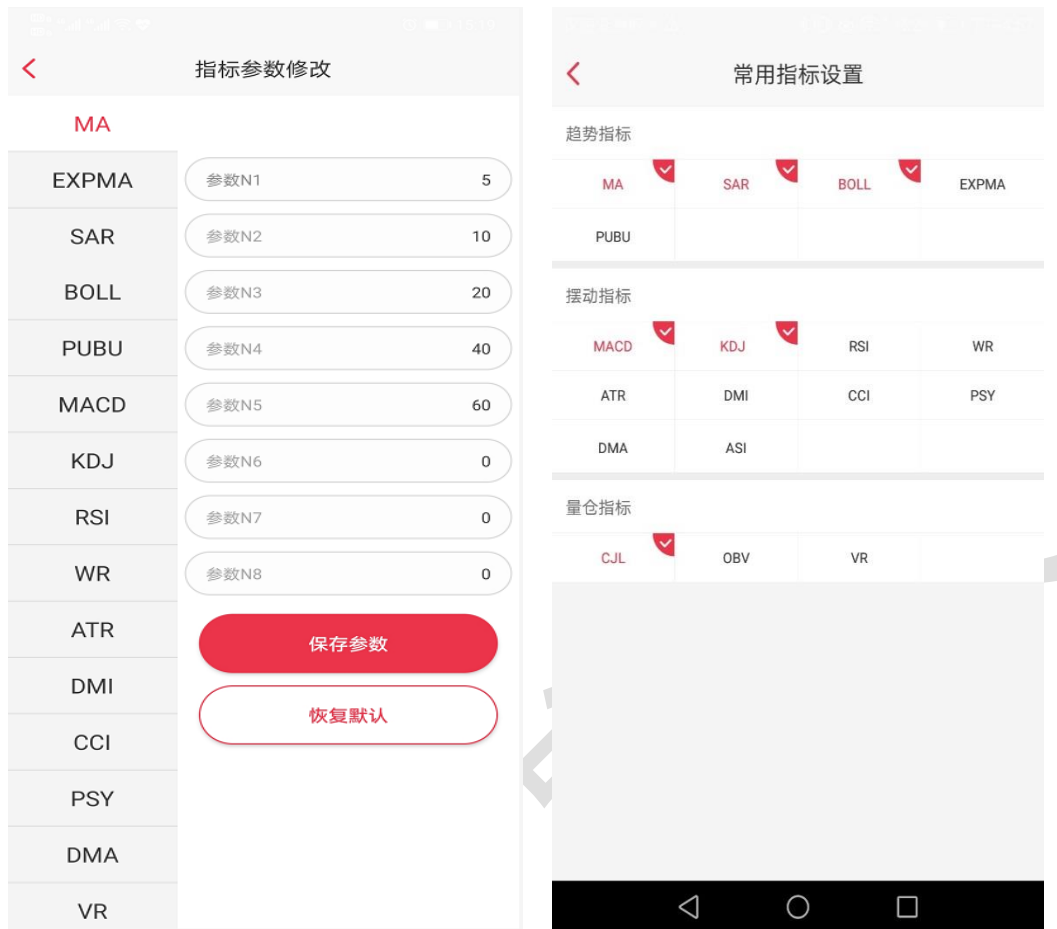 指标参数修改
MA
EXPMA
SAR
BOLL
PUBU
MACD
KDJ
RSI
WR
ATR
DMI
CCI
PSY
DMA
VR
参数N1 5
参数N2 10
参数N3 20
参数N4 40
参数N5 60
参数N6 0
参数N7 0
参数N8 0
保存参数
恢复默认
常用指标设置
趋势指标
MA SAR BOLL EXPMA
PUBU
摆动指标
MACD KDJ RSI WR
ATR DMI CCI PSY
DMA ASI
量仓指标
CJL OBV VR